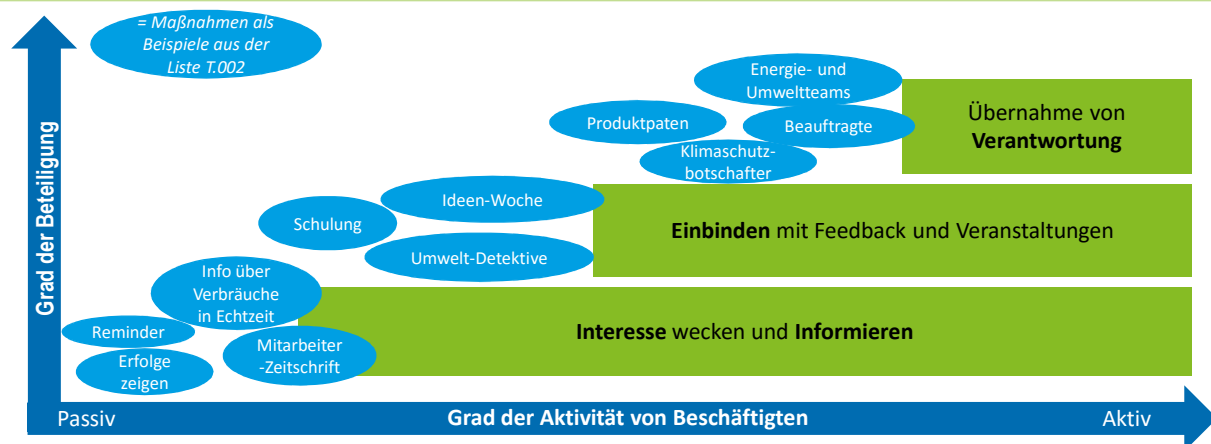 = Maßnahmen als
Beispiele aus der
Liste T.002
Grad der Beteiligung
Energie- und
Umweltteams
Produktpaten
Beauftragte
Klimaschutz-
botschafter
Übernahme von
Verantwortung
Ideen-Woche
Schulung
Umwelt-Detektive
Einbinden mit Feedback und Veranstaltungen
Info über
Verbräuche
in Echtzeit
Reminder
Erfolge
zeigen
Mitarbeiter
-Zeitschrift
Interesse wecken und Informieren
Passiv
Grad der Aktivität von Beschäftigten
Aktiv